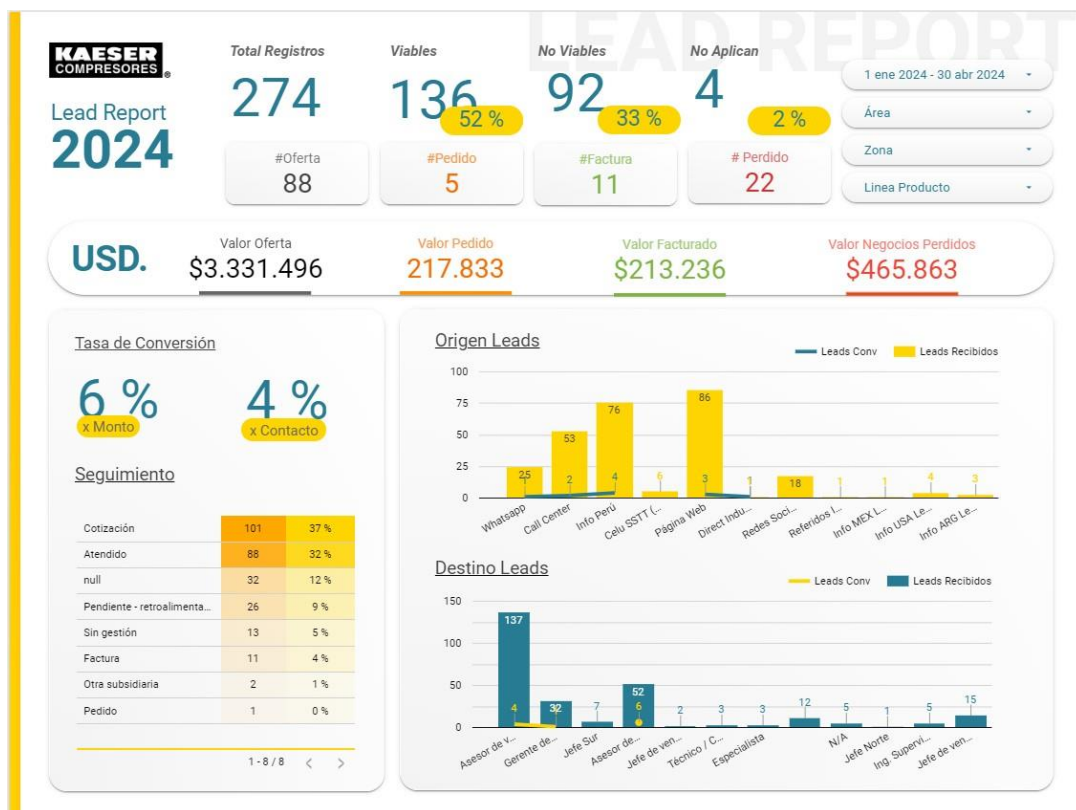 LEAD REPORT
KAESER
COMPRESORES
Lead Report
2024
Total Registros
274
Viables
136
52 %
No Viables
92
33 %
No Aplican
4
2 %
#Oferta
88
#Pedido
5
#Factura
11
# Perdido
22
1 ene 2024 - 30 abr 2024
Área
Zona
Linea Producto
USD.
Valor Oferta
$3.331.496
Valor Pedido
217.833
Valor Facturado
$213.236
Valor Negocios Perdidos
$465.863
Tasa de Conversión
6 %
x Monto
4 %
x Contacto
Seguimiento
Cotización 101 37 %
Atendido 88 32 %
null 32 12 %
Pendiente - retroalimenta... 26 9 %
Sin gestión 13 5 %
Factura 11 4 %
Otra subsidiaria 2 1 %
Pedido 1 0 %
1 - 8 / 8 < >
Origen Leads
Leads Conv Leads Recibidos
100
75
50
25
0
25 53 76 6 86 1 18 1 1 4 3
2 4 3
Whatsapp
Call Center
Info Perú
Celu SSTT (...
Página Web
Direct Indu...
Redes Soci...
Referidos I...
Info MEX L...
Info USA Le...
Info ARG Le...
Destino Leads
Leads Conv Leads Recibidos
150
100
50
0
137 32 7 52 2 3 3 12 5 1 5 15
4 6
Asesor de v...
Gerente de...
Jefe Sur
Asesor de...
Jefe de ven...
Técnico / C...
Especialista
N/A
Jefe Norte
Ing. Supervi...
Jefe de ven...